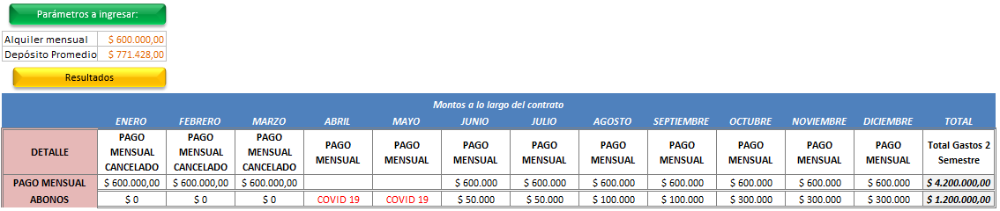 Parámetros a ingresar:
Alquiler mensual $ 600.000,00
Depósito Promedio $ 771.428,00
Resultados
Montos a lo largo del contrato
ENERO FEBRERO MARZO ABRIL MAYO JUNIO JULIO AGOSTO SEPTIEMBRE OCTUBRE NOVIEMBRE DICIEMBRE TOTAL
DETALLE PAGO MENSUAL CANCELADO PAGO MENSUAL CANCELADO PAGO MENSUAL CANCELADO PAGO MENSUAL PAGO MENSUAL PAGO MENSUAL PAGO MENSUAL PAGO MENSUAL PAGO MENSUAL PAGO MENSUAL PAGO MENSUAL PAGO MENSUAL Total Gastos 2 Semestre
PAGO MENSUAL $ 600.000,00 $ 600.000,00 $ 600.000,00 $ 600.000 $ 600.000 $ 600.000 $ 600.000 $ 600.000 $ 600.000 $ 600.000 $ 4.200.000,00
ABONOS $ 0 $ 0 $ 0 COVID 19 COVID 19 $ 50.000 $ 50.000 $ 100.000 $ 100.000 $ 300.000 $ 300.000 $ 300.000 $ 1.200.000,00